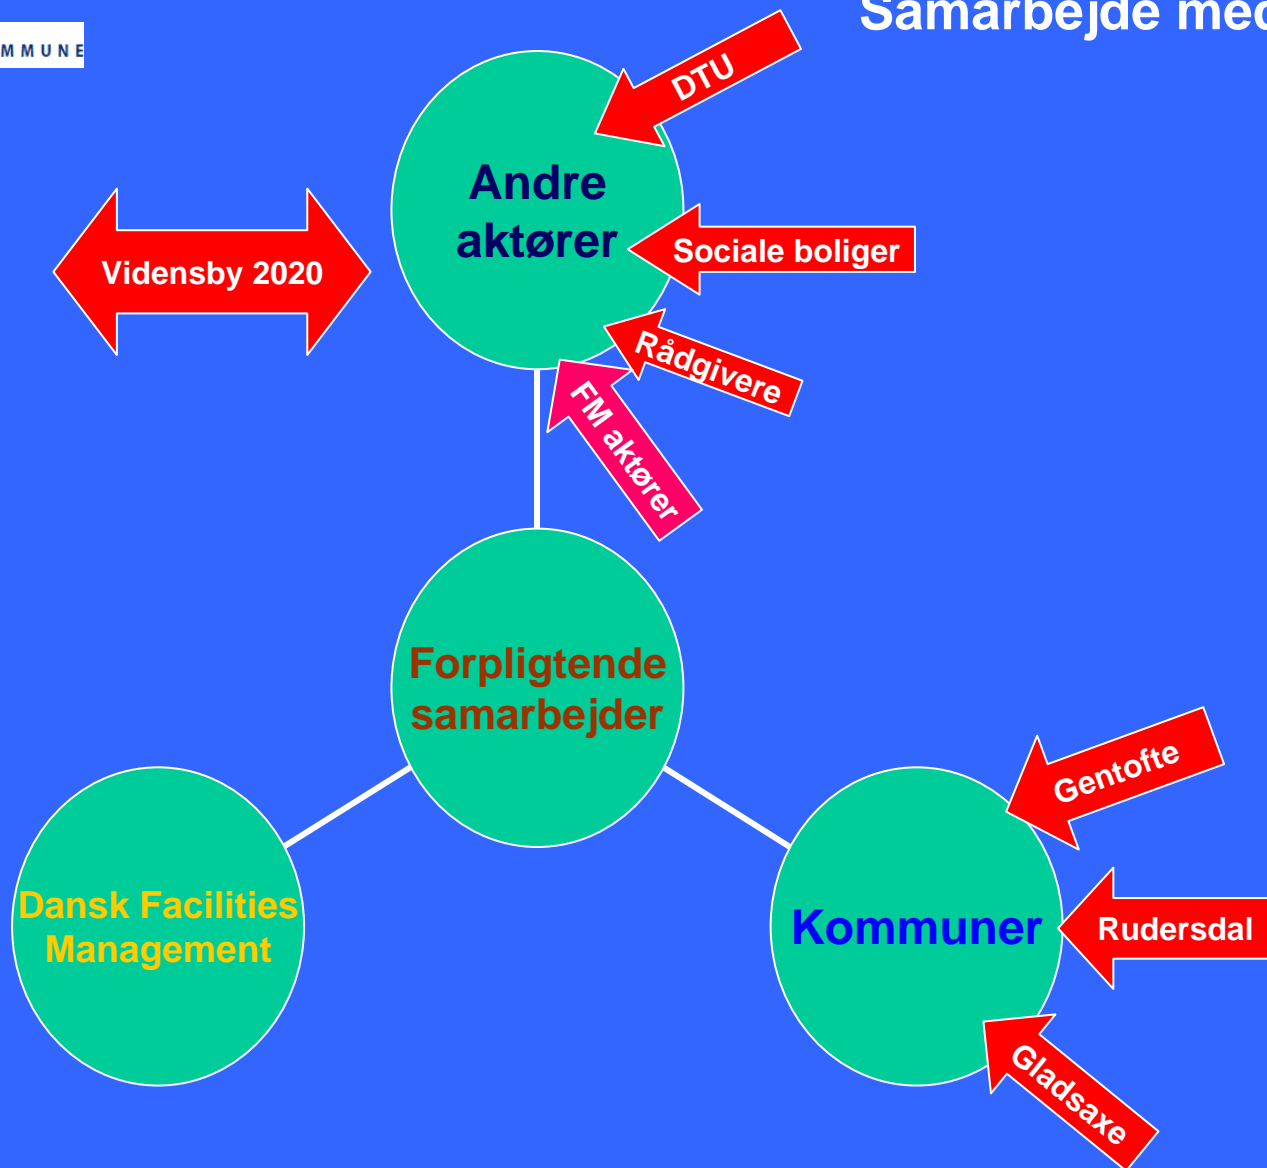 Samarbejde med
MMUNE
DTU
Andre
aktører
Sociale boliger
Vidensby 2020
Rådgivere
FM aktører
Forpligtende
samarbejder
Gentofte
Dansk Facilities
Management
Kommuner
Rudersdal
Gladsaxe